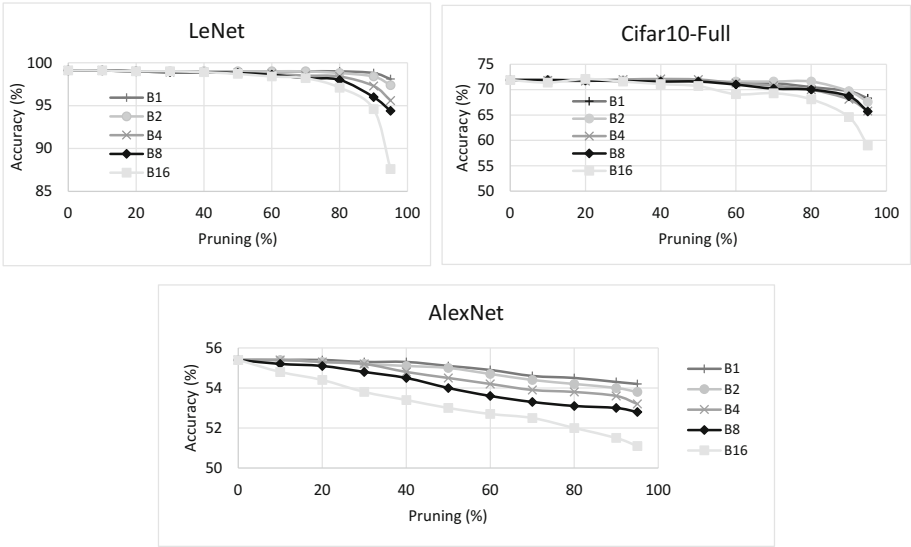 LeNet
100
95
90
85
Accuracy (%)
B1
B2
B4
B8
B16
0 20 40 60 80 100
Pruning (%)
Cifar10-Full
75
70
65
60
55
50
Accuracy (%)
B1
B2
B4
B8
B16
0 20 40 60 80 100
Pruning (%)
AlexNet
56
54
52
50
Accuracy (%)
0 20 40 60 80 100
Pruning (%)
B1
B2
B4
B8
B16